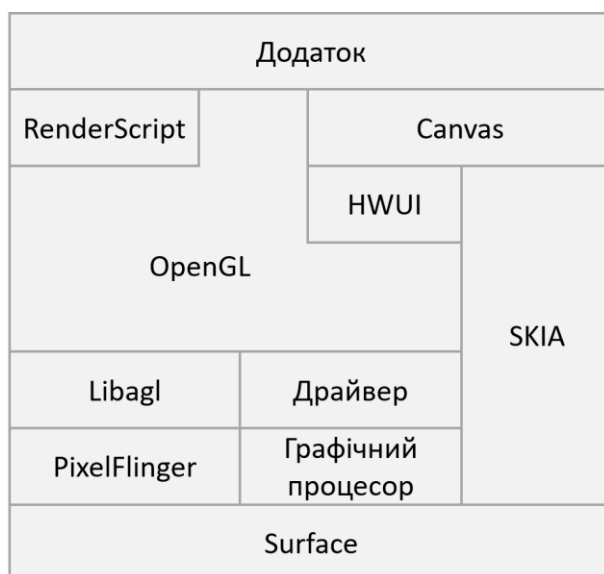 Додаток
RenderScript
Canvas
HWUI
OpenGL
SKIA
Libagl
Драйвер
PixelFlinger
Графічний
процесор
Surface